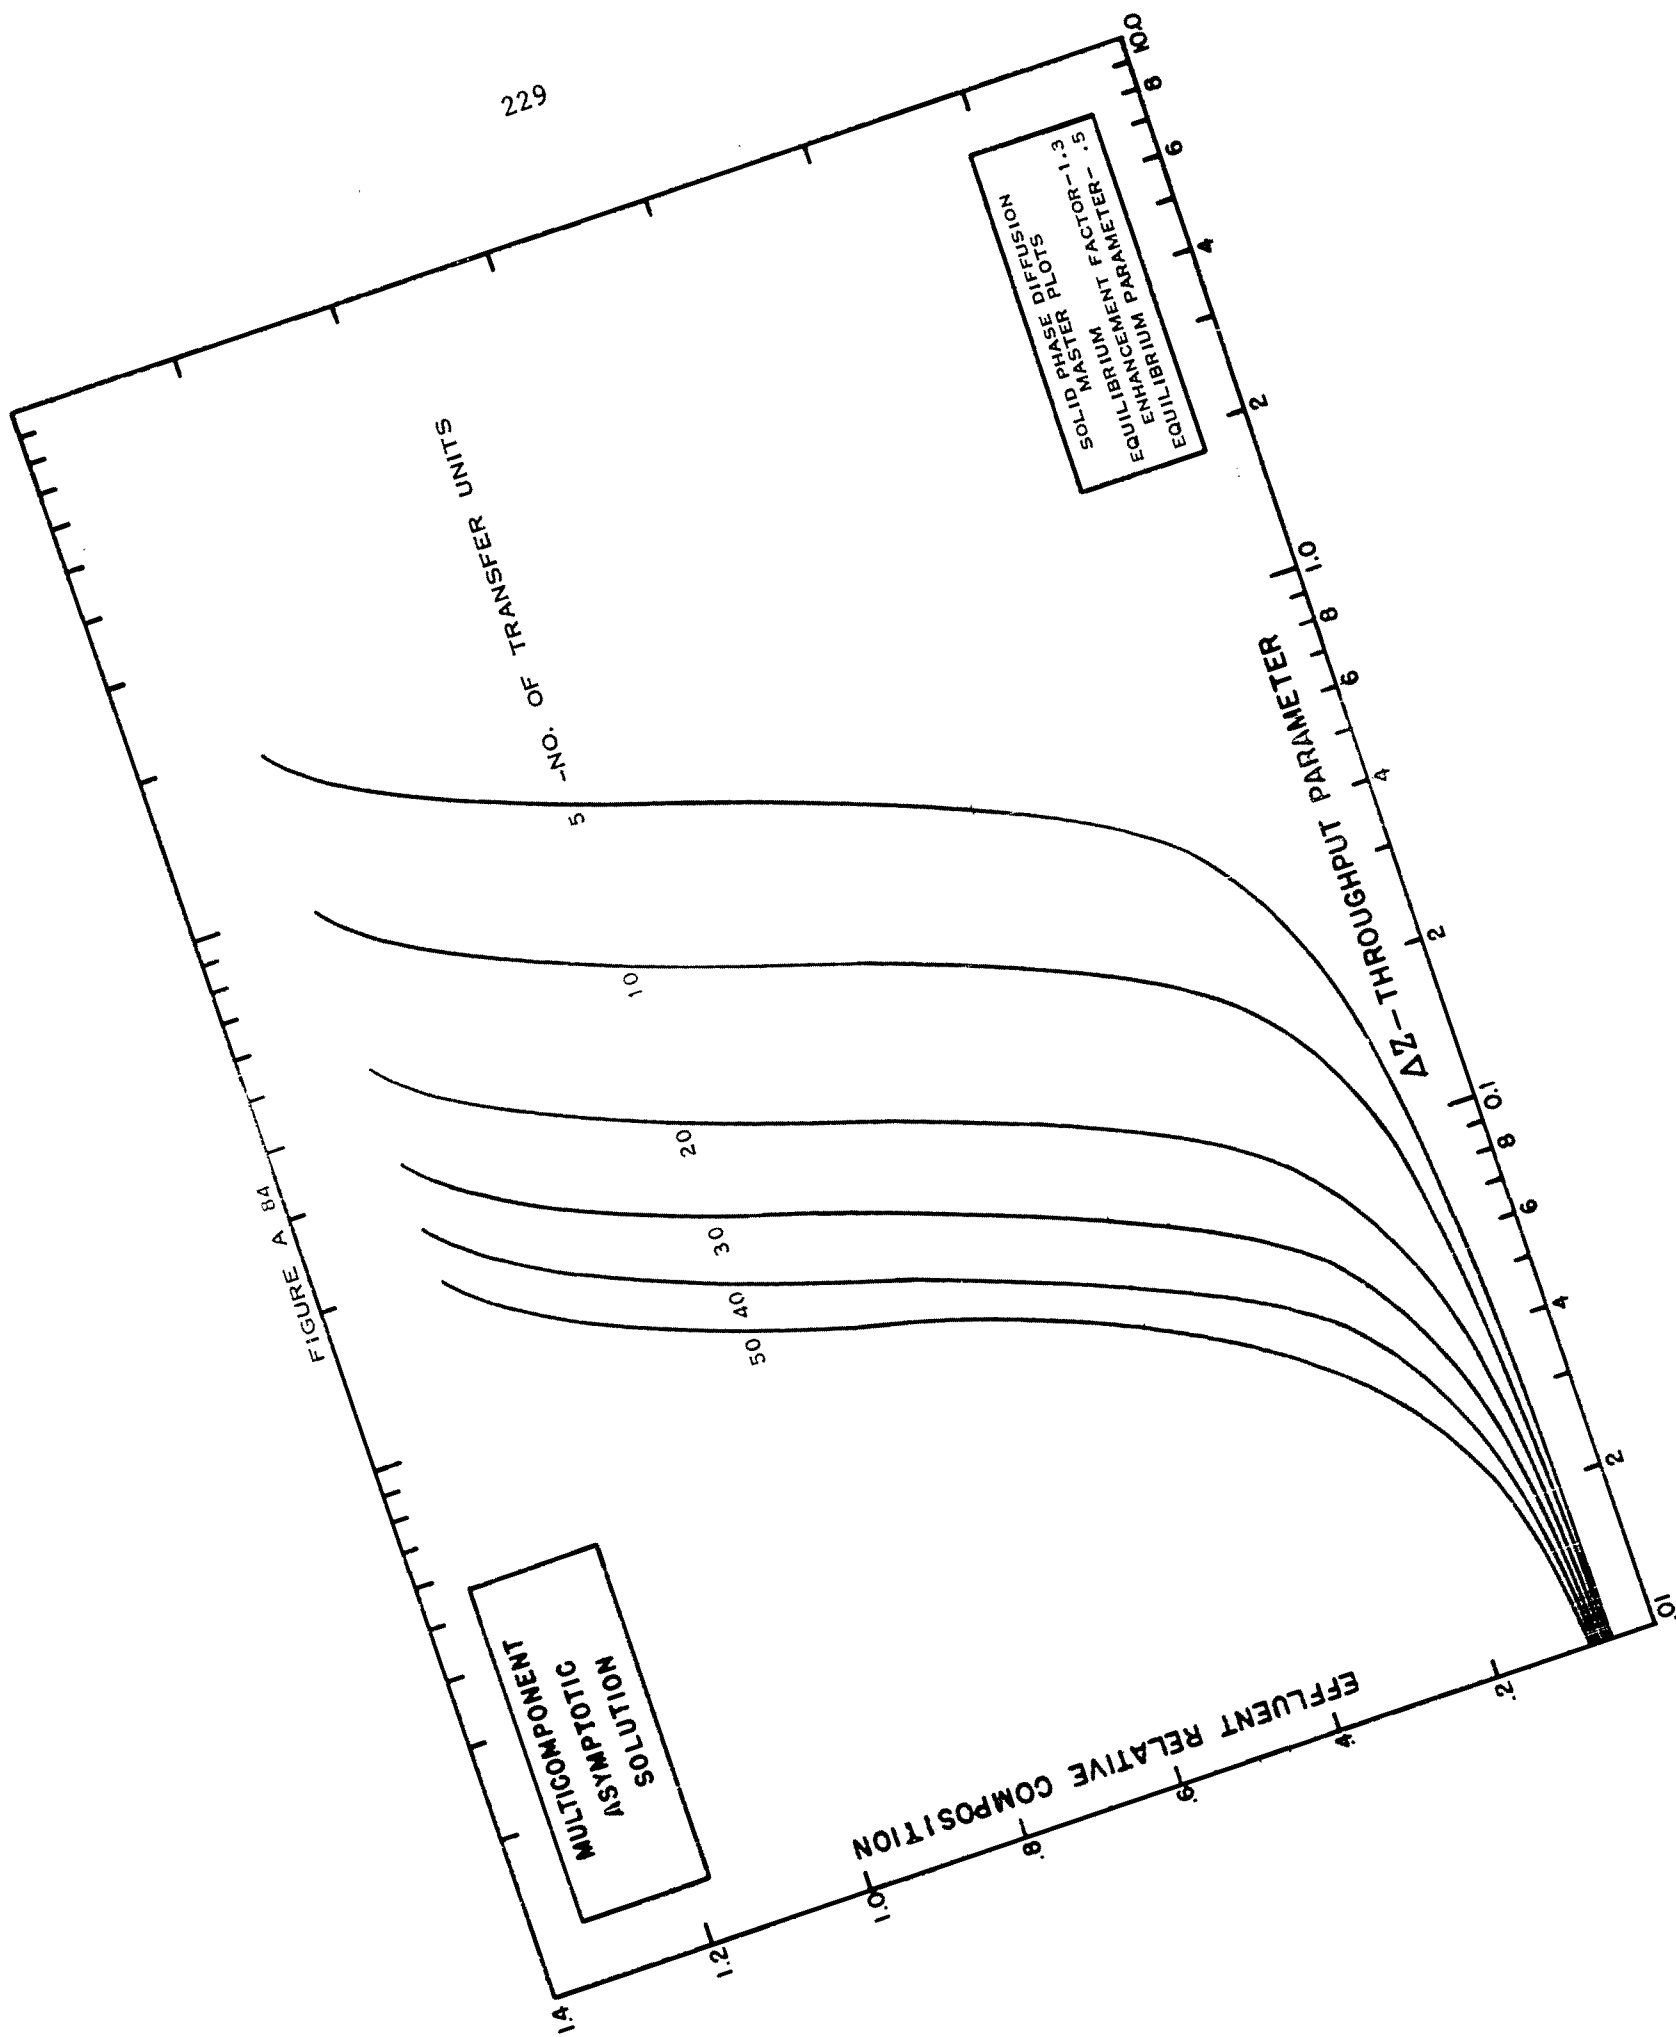 229
FIGURE A 84
MULTICOMPONENT
ASYMPTOTIC
SOLUTION
5 -NO. OF TRANSFER UNITS
10
20
30
40
50
SOLID PHASE DIFFUSION
MASTER PLOTS
EQUILIBRIUM FACTOR-1.3
ENHANCEMENT PARAMETER- .5
EQUILIBRIUM PARAMETER
EFFLUENT RELATIVE COMPOSITION
1.4
1.2
1.0
.8
.6
.4
.2
.01
2
4
6
8
0.1
2
4
6
8
1.0
2
4
6
8
10.0
ΔZ-THROUGHPUT PARAMETER